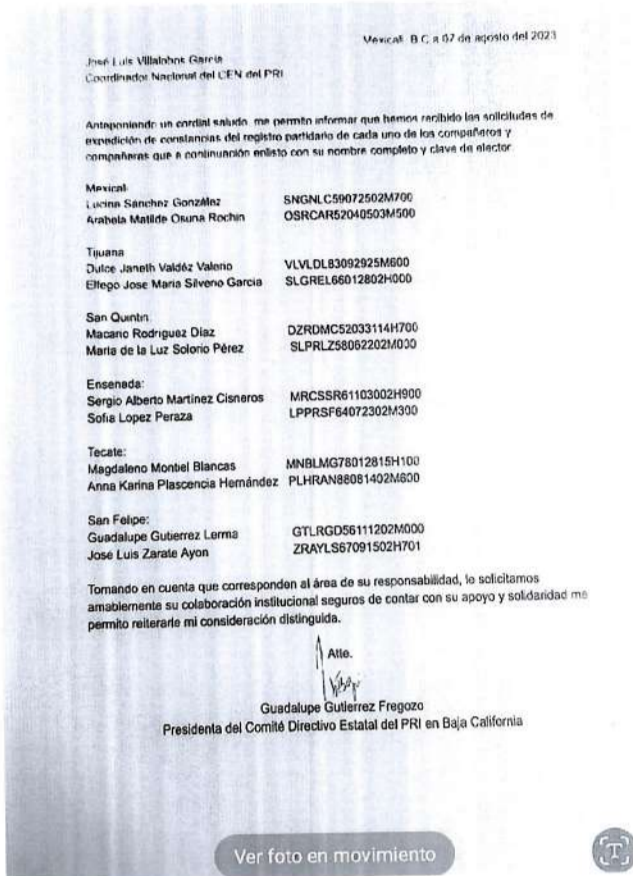 Mexicali B.C. a 07 de agosto del 2023
José Luis Villalobos García
Coordinador Nacional del CEN del PRI
Anteponiendo un cordial saludo, me permito informar que hemos recibido las solicitudes de
expedición de constancias del registro partidario de cada uno de los compañeros y
compañeras que a continuación enlisto con su nombre completo y clave de elector
Mexicali
Lucina Sánchez González SNGNLC59072502M700
Arabela Matilde Osuna Rochin OSRCAR52040503M500
Tijuana
Dulce Janeth Valdéz Valerio VLVLDL83092925M600
Elfego Jose Maria Silverio Garcia SLGREL66012802H000
San Quintin:
Macario Rodriguez Diaz DZRDMC52033114H700
Maria de la Luz Solorio Pérez SLPRLZ58062202M000
Ensenada:
Sergio Alberto Martinez Cisneros MRCSSR61103002H900
Sofia Lopez Peraza LPPRSF64072302M300
Tecate:
Magdaleno Montiel Blancas MNBLMG78012815H100
Anna Karina Plascencia Hernández PLHRAN88081402M600
San Felipe:
Guadalupe Gutierrez Lerma GTLRGD56111202M000
José Luis Zarate Ayon ZRAYLS67091502H701
Tomando en cuenta que corresponden al área de su responsabilidad, le solicitamos
amablemente su colaboración institucional seguros de contar con su apoyo y solidaridad me
permito reiterarle mi consideración distinguida.
Atte.
Guadalupe Gutierrez Fregozo
Presidenta del Comité Directivo Estatal del PRI en Baja California
Ver foto en movimiento
T